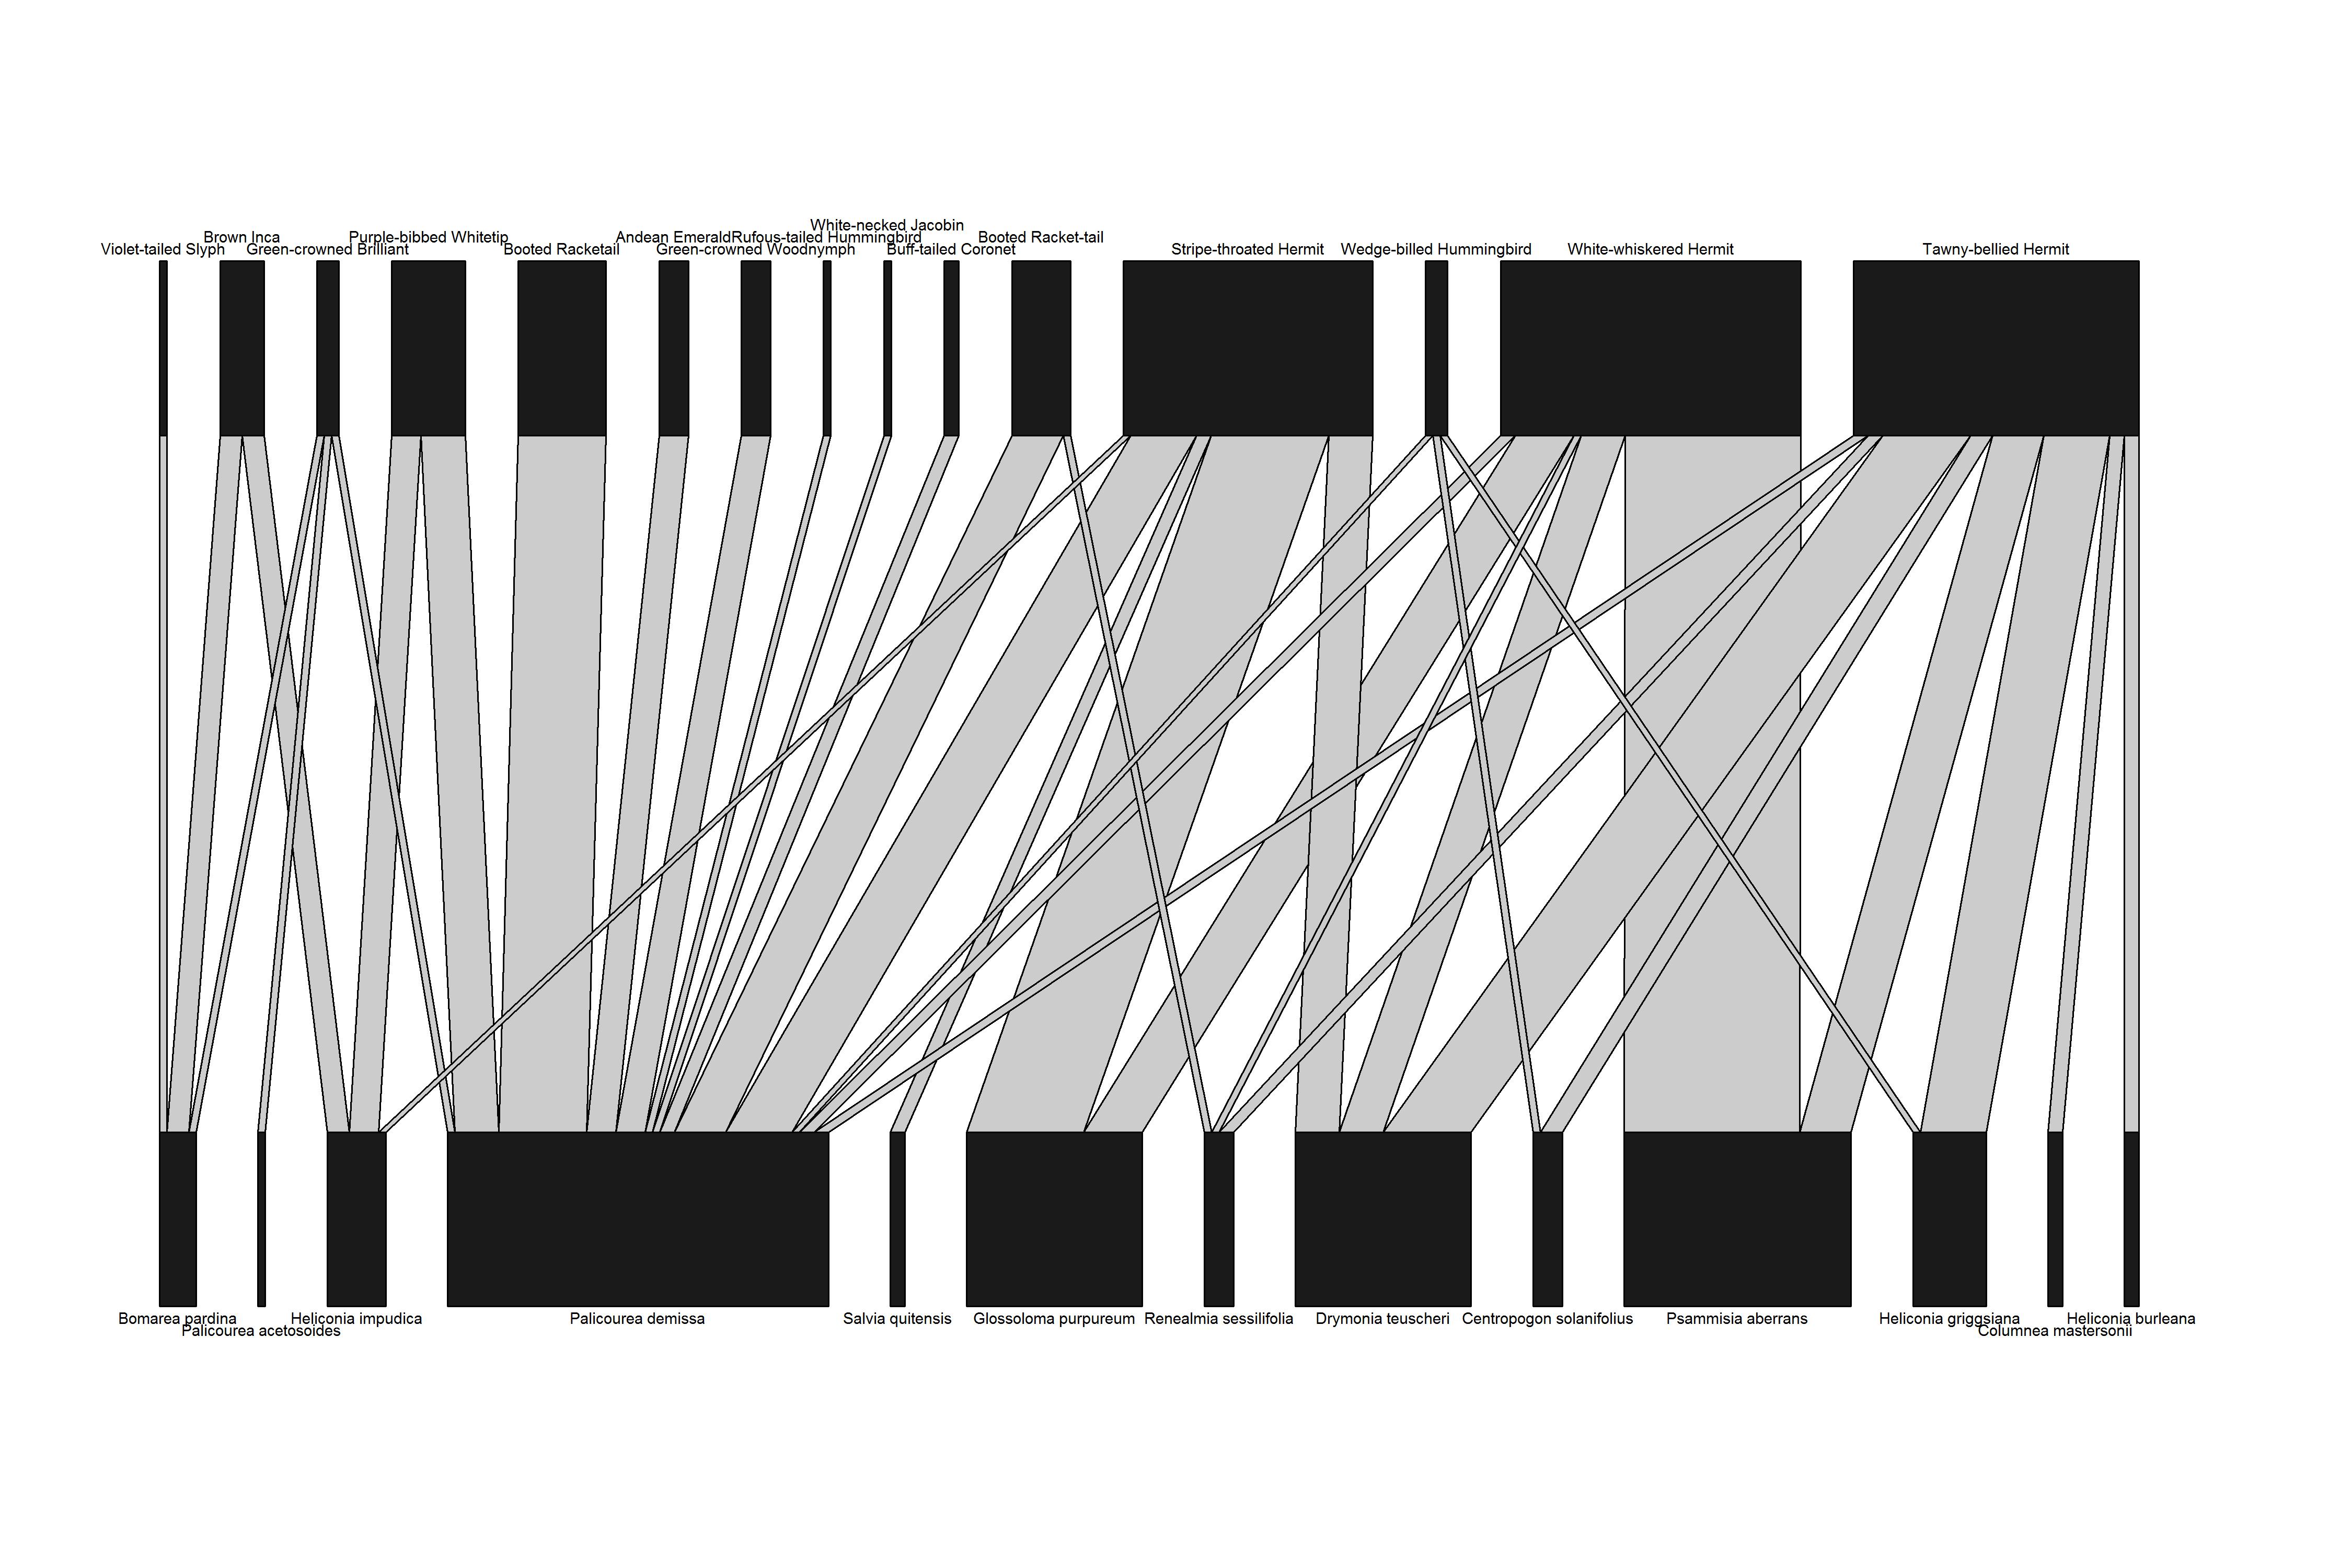 White-necked Jacobin
Brown Inca
Purple-bibbed Whitetip
Andean Emerald
Rufous-tailed Hummingbird
Booted Racket-tail
Violet-tailed Slyph
Green-crowned Brilliant
Booted Racketail
Green-crowned Woodnymph
Buff-tailed Coronet
Stripe-throated Hermit
Wedge-billed Hummingbird
White-whiskered Hermit
Tawny-bellied Hermit
Bomarea pardina
Heliconia impudica
Palicourea demissa
Salvia quitensis
Glossoloma purpureum
Renealmia sessilifolia
Drymonia teuscheri
Centropogon solanifolius
Psammisia aberrans
Heliconia griggsiana
Heliconia burleana
Palicourea acetosoides
Columnea mastersonii